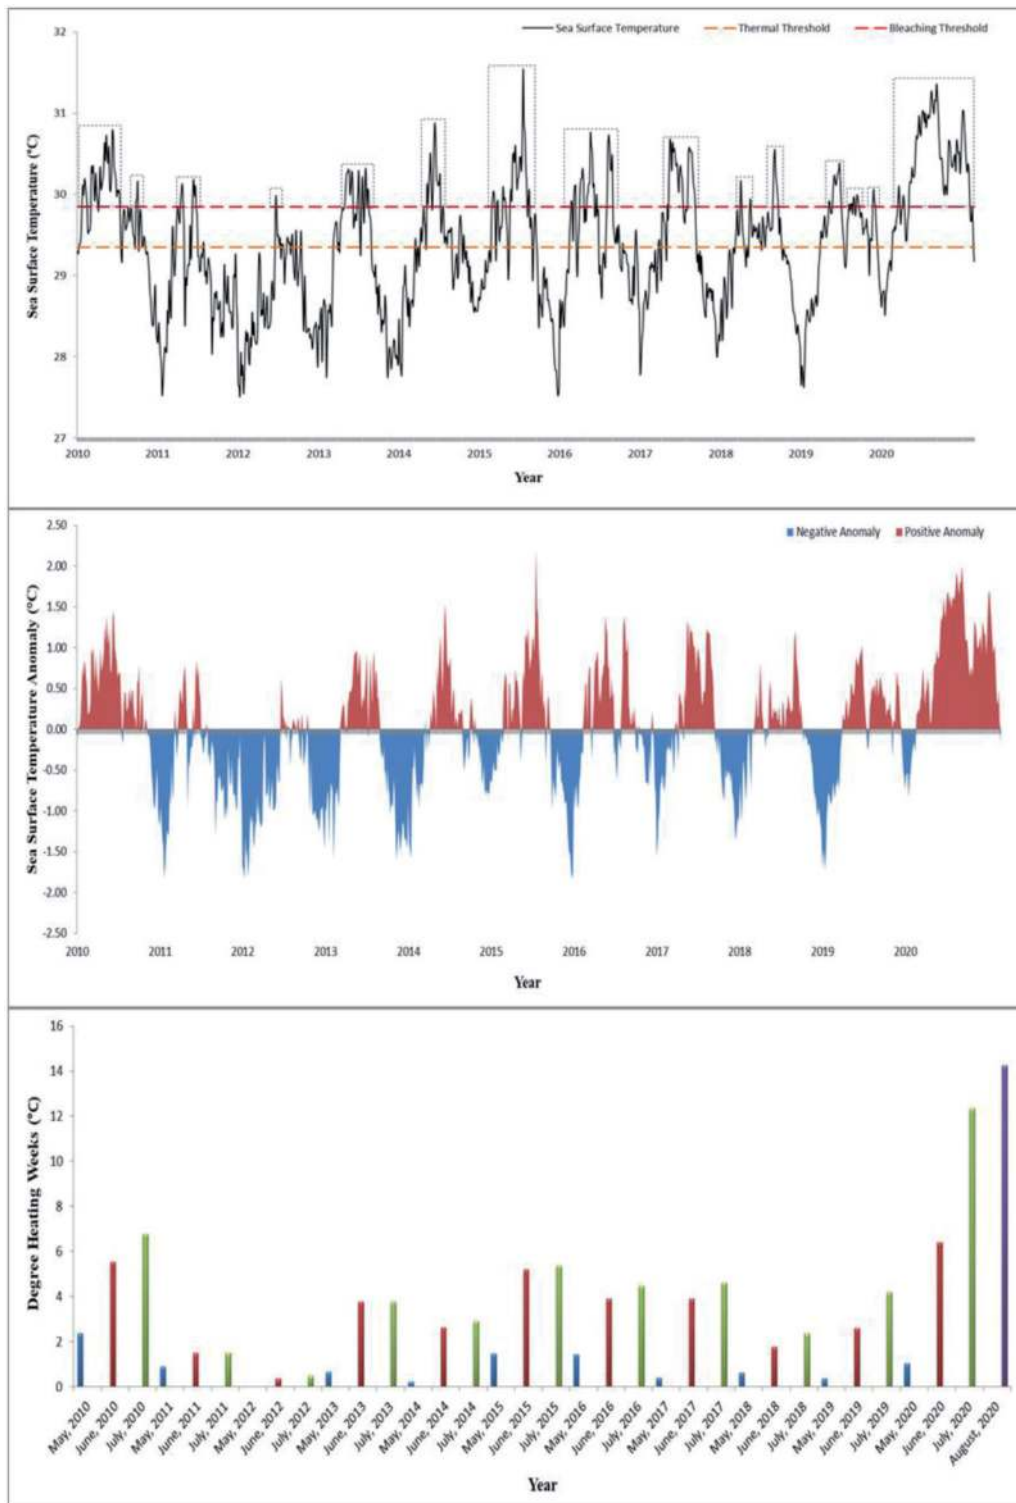 Sea Surface Temperature Thermal Threshold Bleaching Threshold
Sea Surface Temperature (°C)
32
31
30
29
28
27
2010 2011 2012 2013 2014 2015 2016 2017 2018 2019 2020
Year
Negative Anomaly Positive Anomaly
Sea Surface Temperature Anomaly (°C)
2.50
2.00
1.50
1.00
0.50
0.00
-0.50
-1.00
-1.50
-2.00
-2.50
2010 2011 2012 2013 2014 2015 2016 2017 2018 2019 2020
Year
Degree Heating Weeks (°C)
16
14
12
10
8
6
4
2
0
May, 2010
June, 2010
July, 2010
May, 2011
June, 2011
July, 2011
May, 2012
June, 2012
July, 2012
May, 2013
June, 2013
July, 2013
May, 2014
June, 2014
July, 2014
May, 2015
June, 2015
July, 2015
May, 2016
June, 2016
July, 2016
May, 2017
June, 2017
July, 2017
May, 2018
June, 2018
July, 2018
May, 2019
June, 2019
July, 2019
May, 2020
June, 2020
July, 2020
August, 2020
Year